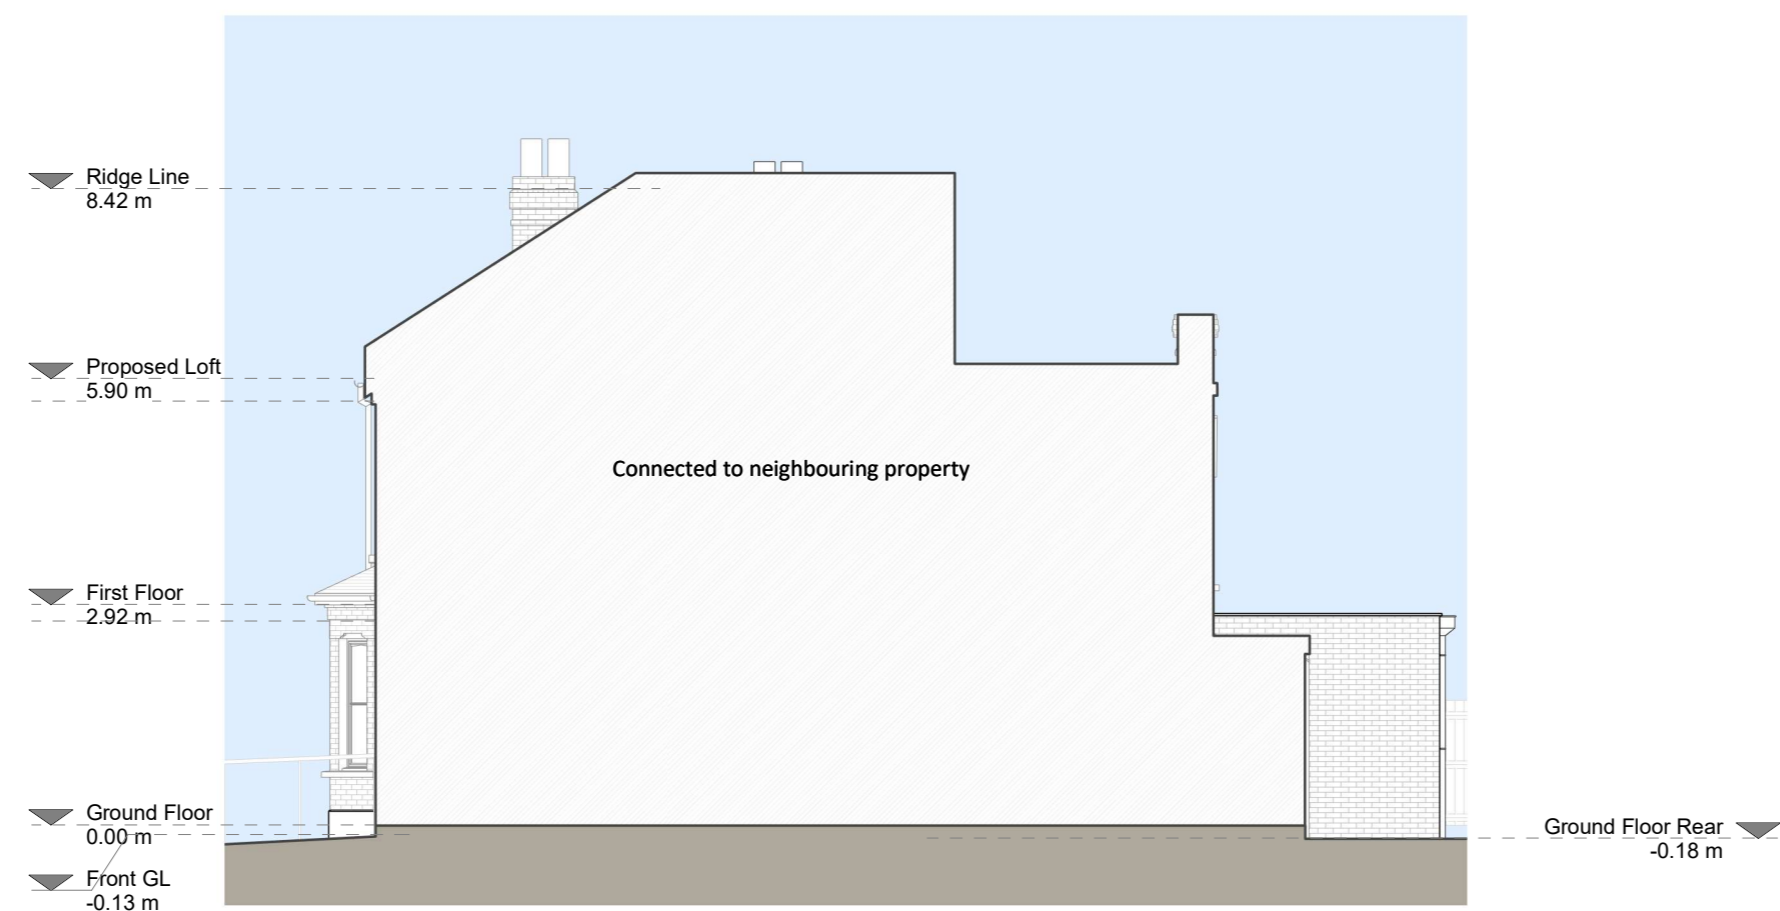 Ridge Line
8.42 m
Proposed Loft
5.90 m
Connected to neighbouring property
First Floor
2.92 m
Ground Floor
0.00 m
Ground Floor Rear
-0.18 m
Front GL
-0.13 m